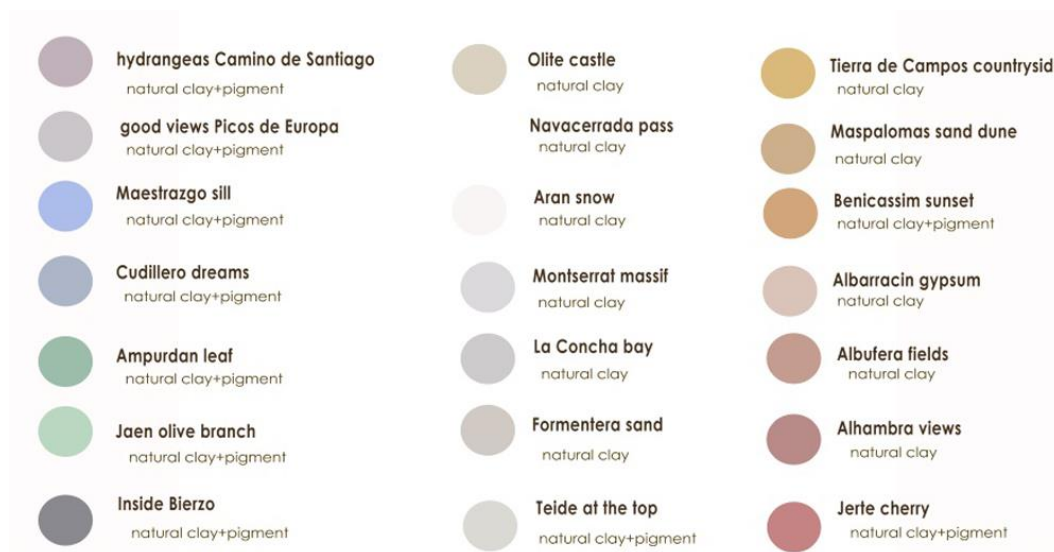 hydrangeas Camino de Santiago
natural clay+pigment
good views Picos de Europa
natural clay+pigment
Maestrazgo sill
natural clay+pigment
Cudillero dreams
natural clay+pigment
Ampurdan leaf
natural clay+pigment
Jaen olive branch
natural clay+pigment
Inside Bierzo
natural clay+pigment
Olite castle
natural clay
Navacerrada pass
natural clay
Aran snow
natural clay
Montserrat massif
natural clay
La Concha bay
natural clay
Formentera sand
natural clay
Teide at the top
natural clay+pigment
Tierra de Campos countrysid
natural clay
Maspalomas sand dune
natural clay
Benicassim sunset
natural clay+pigment
Albarracin gypsum
natural clay
Albufera fields
natural clay
Alhambra views
natural clay
Jerte cherry
natural clay+pigment